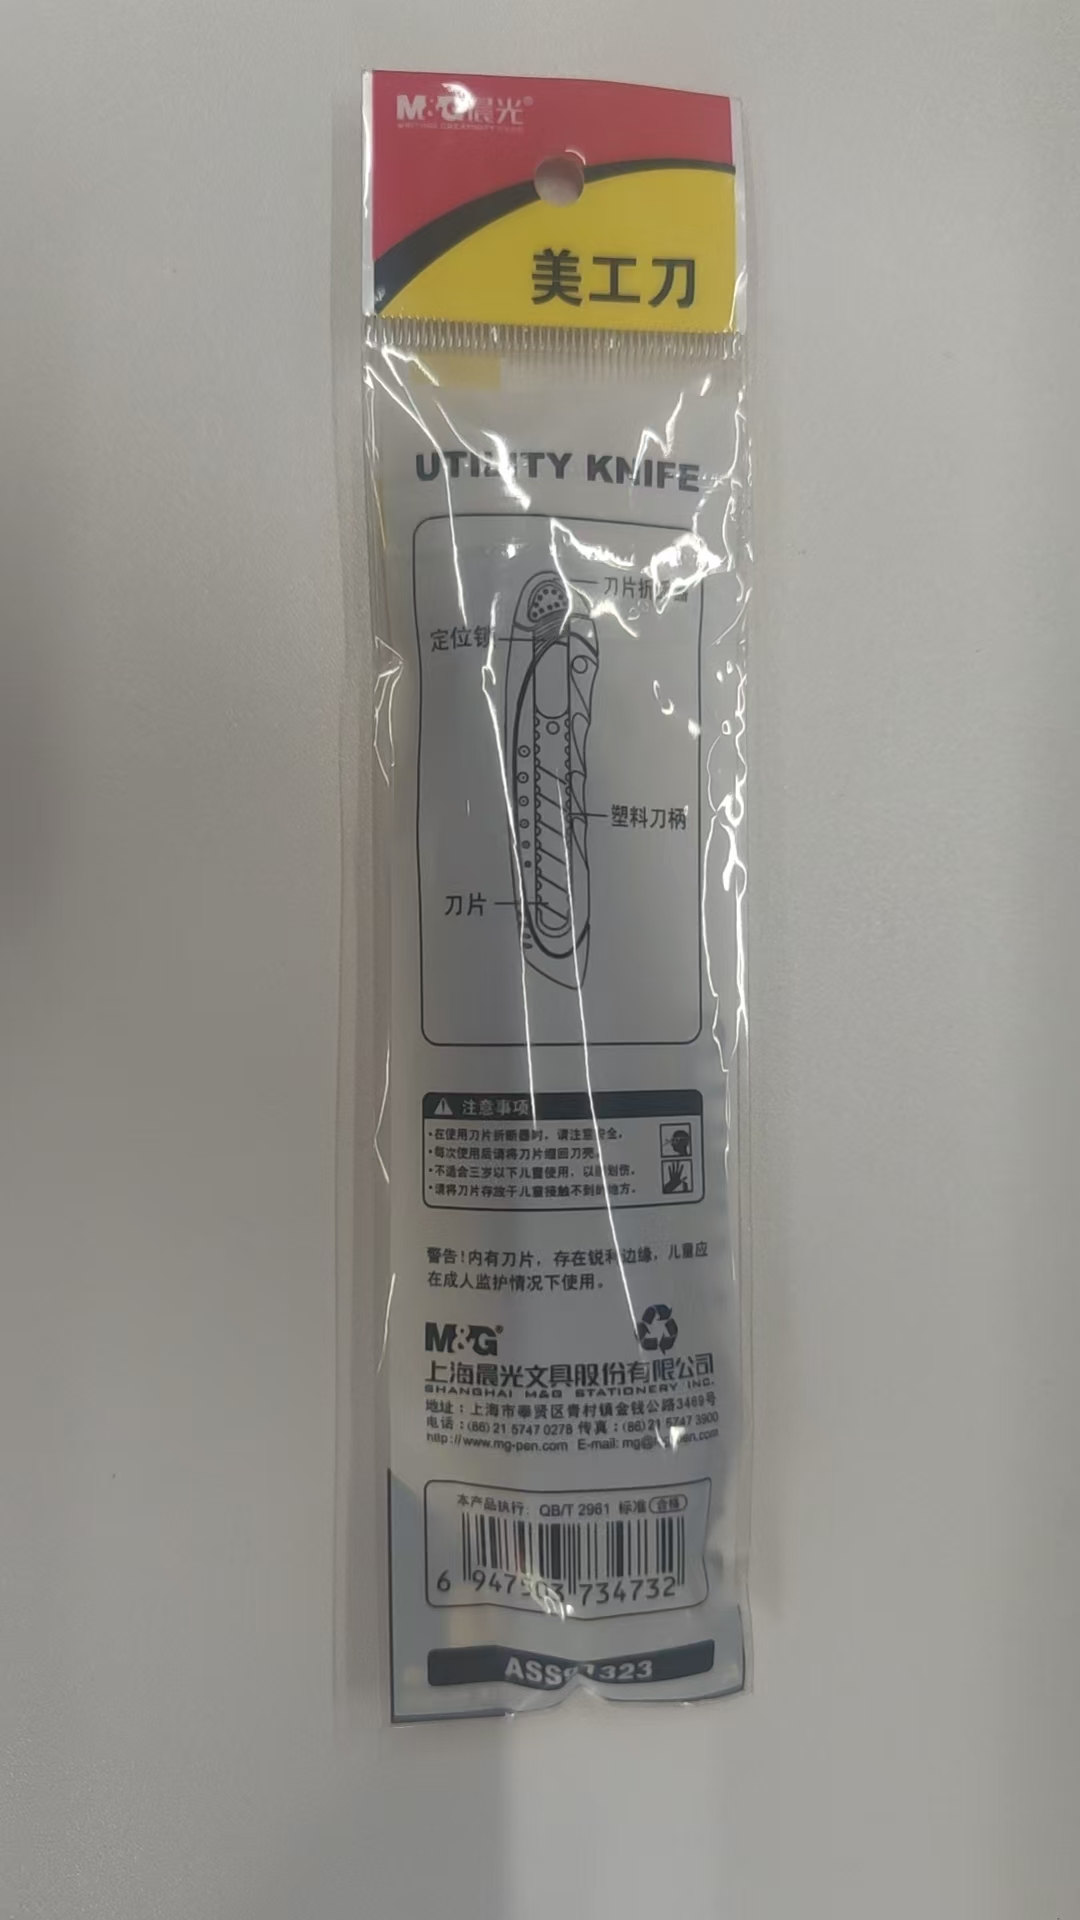 M&G晨光®
美工刀
UTILITY KNIFE
刀片折断器
定位锁
塑料刀柄
刀片
注意事项
·在使用刀片折断器时,请注意安全。
·每次使用后请将刀片缩回刀壳。
·不适合三岁以下儿童使用,以防划伤。
·请将刀片存放于儿童接触不到的地方。
警告!内有刀片,存在锐利边缘,儿童应
在成人监护情况下使用。
M&G®
上海晨光文具股份有限公司
SHANGHAI M&G STATIONERY INC.
地址:上海市奉贤区青村镇金钱公路3469号
电话:(86) 21 5747 0278 传真:(86) 21 5747 3900
http://www.mg-pen.com E-mail: mg@mg-pen.com
本产品执行: QB/T 2961 标准 合格
6 947503 734732